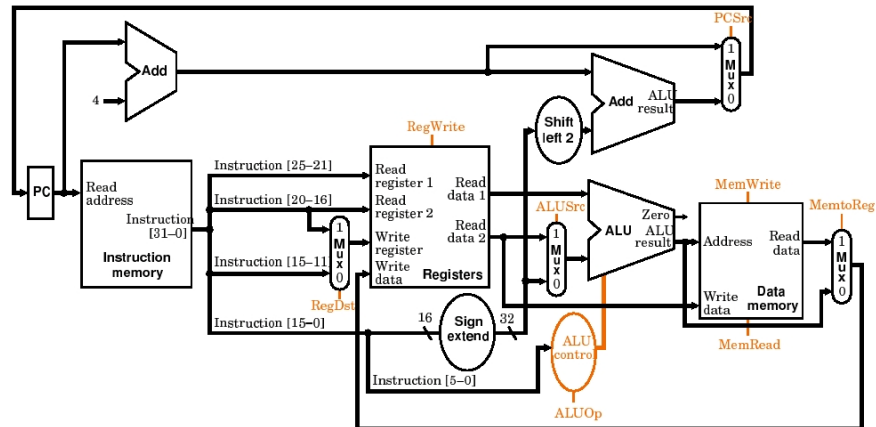 PCSrc
1
Mux
0
Add
4
ALU
result
Add
Shift
left 2
RegWrite
PC
Read
address
Instruction
[31–0]
Instruction
memory
Instruction [25–21]
Instruction [20–16]
Instruction [15–11]
Instruction [15–0]
Instruction [5–0]
1
Mux
0
RegDst
Read
register 1
Read
register 2
Write
register
Write
data
Read
data 1
Read
data 2
Registers
ALUSrc
1
Mux
0
Zero
ALU
ALU
result
MemWrite
Address
Read
data
Write
data
Data
memory
MemRead
MemtoReg
1
Mux
0
16
Sign
extend
32
ALU
control
ALUOp